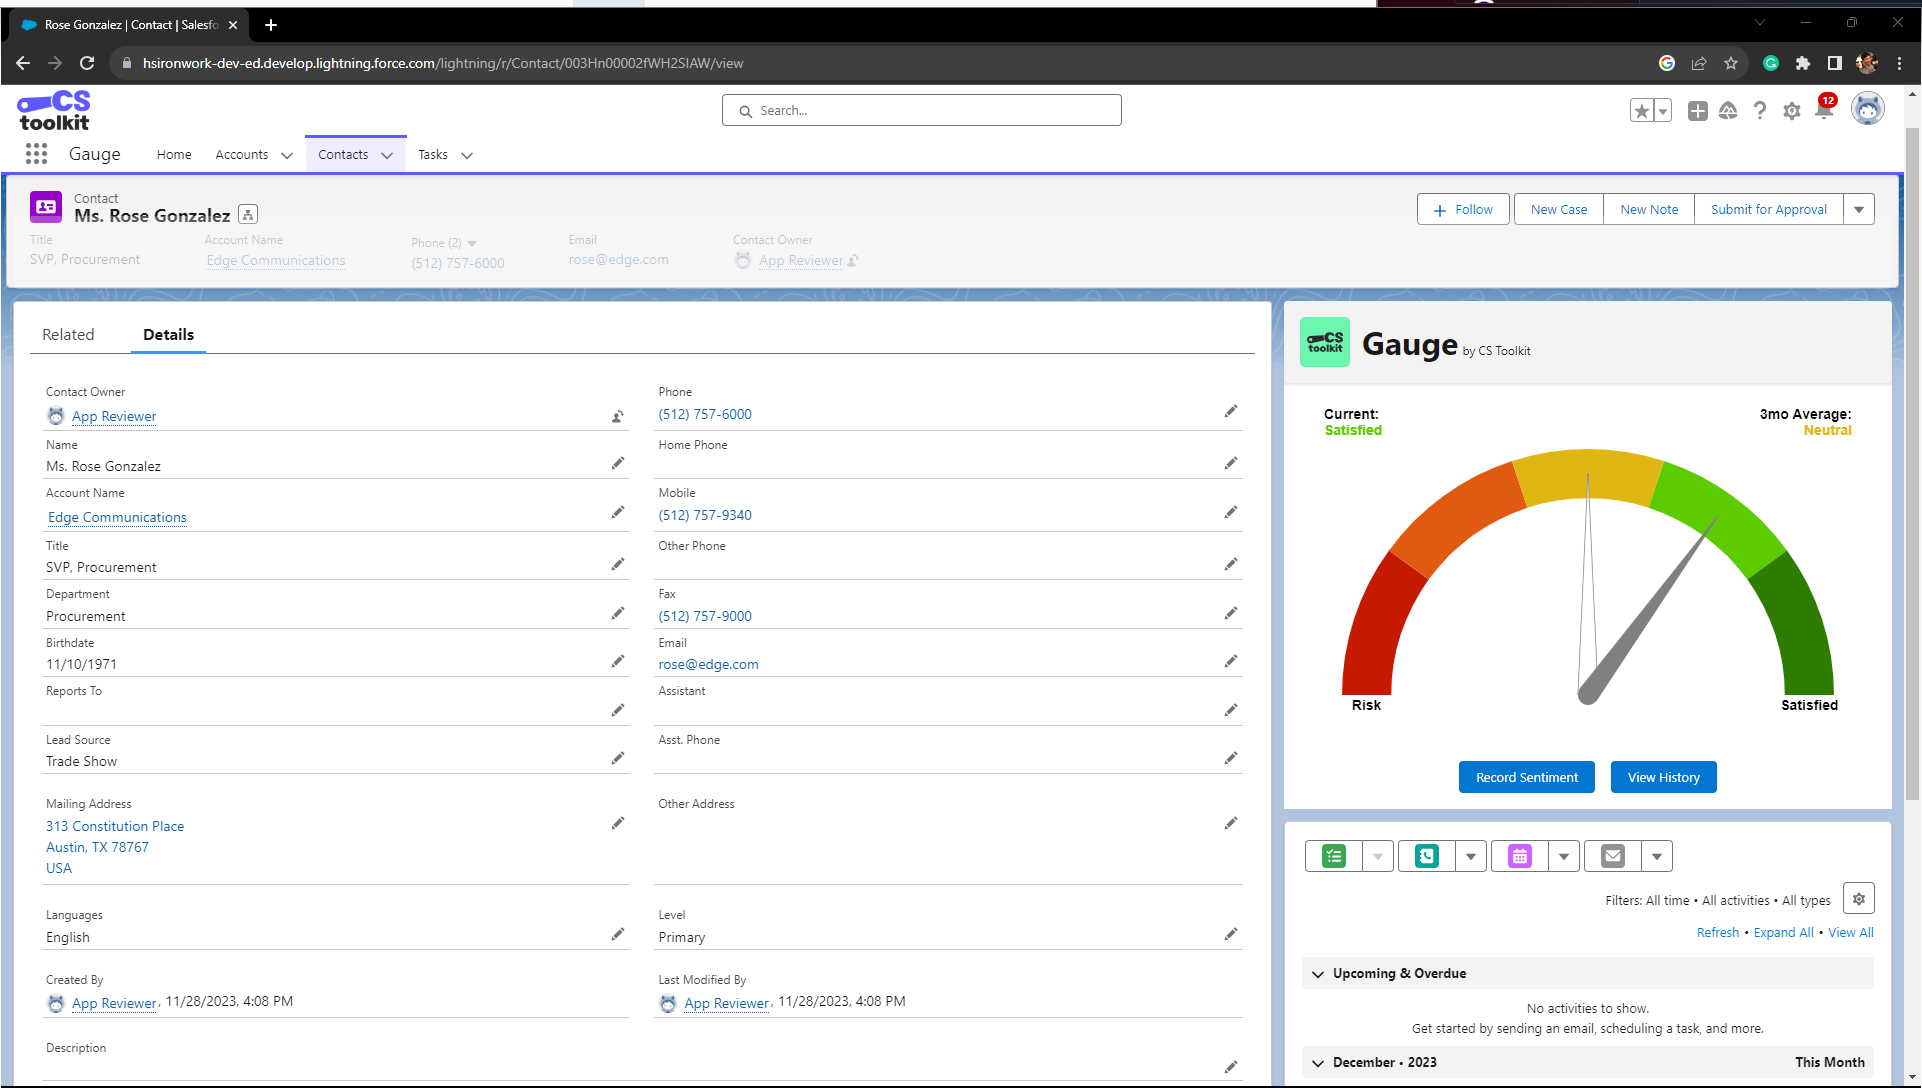 Rose Gonzalez | Contact | Salesfo
hsironwork-dev-ed.develop.lightning.force.com/lightning/r/Contact/003Hn00002fWH2SIAW/view
CS
toolkit
Search...
12
Gauge
Home
Accounts
Contacts
Tasks
Contact
Ms. Rose Gonzalez
Follow
New Case
New Note
Submit for Approval
Title
Account Name
Phone (2)
Email
Contact Owner
SVP, Procurement
Edge Communications
(512) 757-6000
rose@edge.com
App Reviewer
Related
Details
Contact Owner
App Reviewer
Phone
(512) 757-6000
Name
Ms. Rose Gonzalez
Home Phone
Account Name
Edge Communications
Mobile
(512) 757-9340
Title
SVP, Procurement
Other Phone
Department
Procurement
Fax
(512) 757-9000
Birthdate
11/10/1971
Email
rose@edge.com
Reports To
Assistant
Lead Source
Trade Show
Asst. Phone
Mailing Address
313 Constitution Place
Austin, TX 78767
USA
Other Address
Languages
English
Level
Primary
Created By
App Reviewer, 11/28/2023, 4:08 PM
Last Modified By
App Reviewer, 11/28/2023, 4:08 PM
Description
CS
toolkit
Gauge by CS Toolkit
Current:
Satisfied
3mo Average:
Neutral
Risk
Satisfied
Record Sentiment
View History
Filters: All time • All activities • All types
Refresh • Expand All • View All
Upcoming & Overdue
No activities to show.
Get started by sending an email, scheduling a task, and more.
December • 2023
This Month